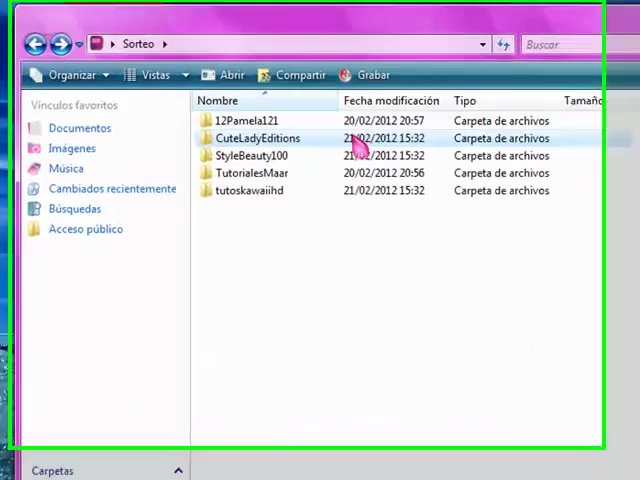 Sorteo
Buscar
Organizar Vistas Abrir Compartir Grabar
Vínculos favoritos
Documentos
Imágenes
Música
Cambiados recientemente
Búsquedas
Acceso público
Carpetas
Nombre Fecha modificación Tipo Tamaño
12Pamela121 20/02/2012 20:57 Carpeta de archivos
CuteLadyEditions 21/02/2012 15:32 Carpeta de archivos
StyleBeauty100 21/02/2012 15:32 Carpeta de archivos
TutorialesMaar 20/02/2012 20:56 Carpeta de archivos
tutoskawaiihd 21/02/2012 15:32 Carpeta de archivos